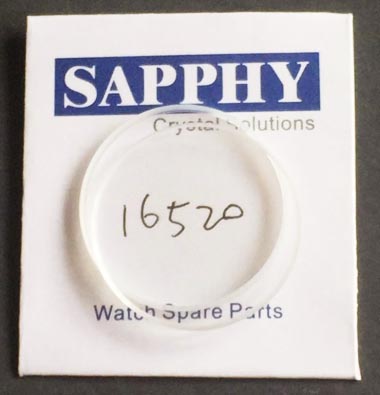 SAPPHY
Crystal Solutions
16520
Watch Spare Parts